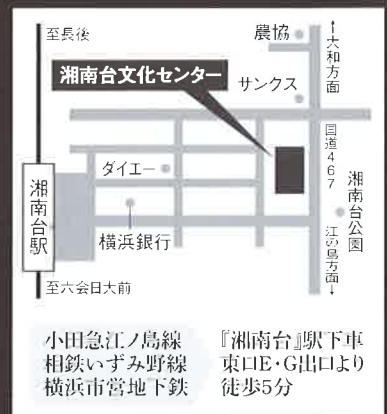 至長後
農協
↑大和方面
湘南台文化センター
サンクス
国道467
ダイエー
湘南台駅
湘南台公園
横浜銀行
江の島方面↓
至六会日大前
小田急江ノ島線
相鉄いずみ野線
横浜市営地下鉄
『湘南台』駅下車
東口E・G出口より
徒歩5分